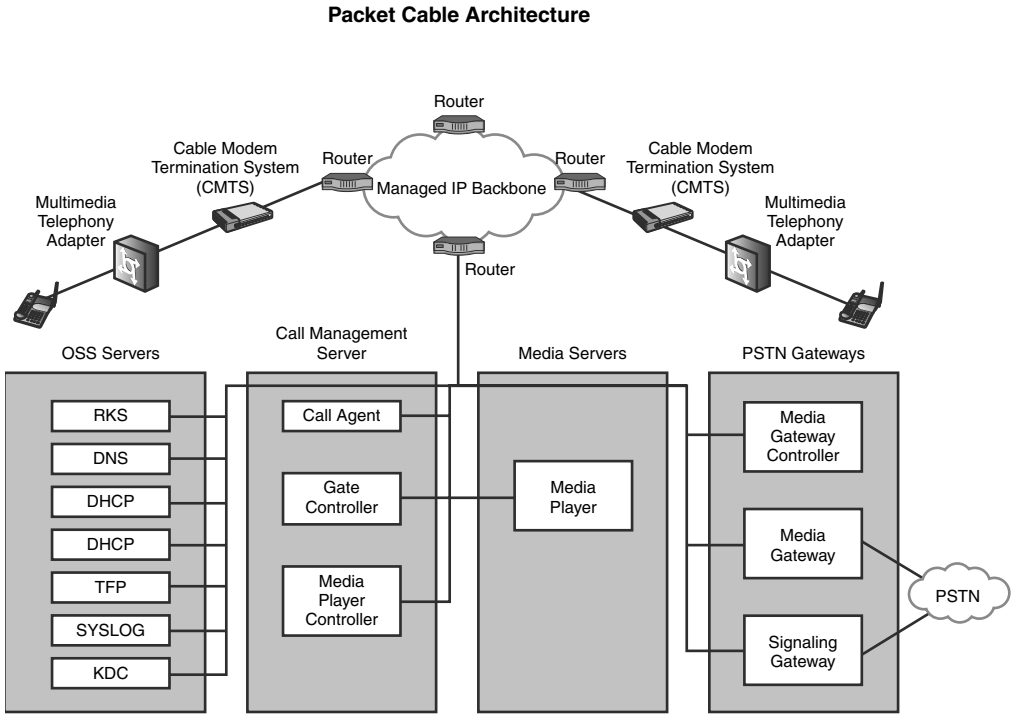 Packet Cable Architecture
Router
Cable Modem
Termination System
(CMTS)
Router
Managed IP Backbone
Router
Cable Modem
Termination System
(CMTS)
Multimedia
Telephony
Adapter
Multimedia
Telephony
Adapter
Router
OSS Servers
Call Management
Server
Media Servers
PSTN Gateways
RKS
DNS
DHCP
DHCP
TFP
SYSLOG
KDC
Call Agent
Gate
Controller
Media
Player
Controller
Media
Player
Media
Gateway
Controller
Media
Gateway
Signaling
Gateway
PSTN